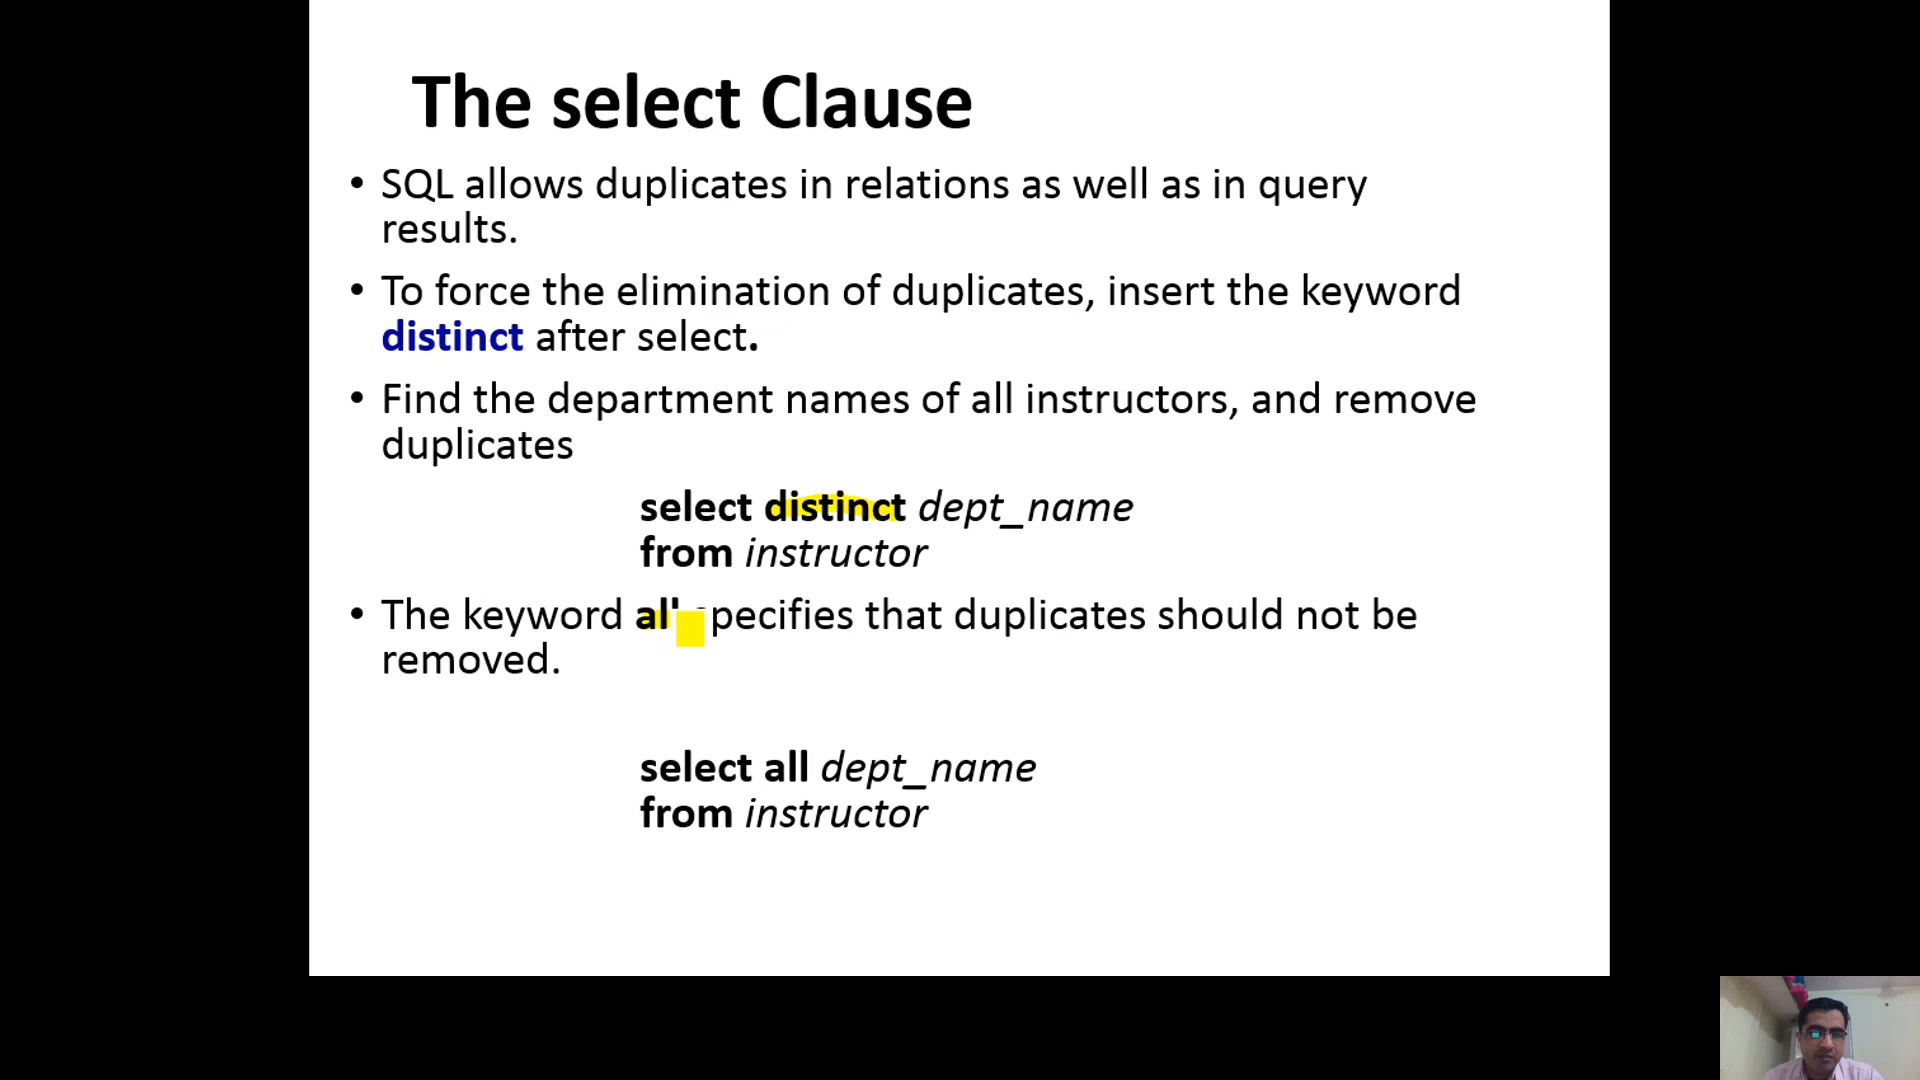 The select Clause
• SQL allows duplicates in relations as well as in query
results.
• To force the elimination of duplicates, insert the keyword
distinct after select.
• Find the department names of all instructors, and remove
duplicates
select distinct dept_name
from instructor
• The keyword all specifies that duplicates should not be
removed.
select all dept_name
from instructor